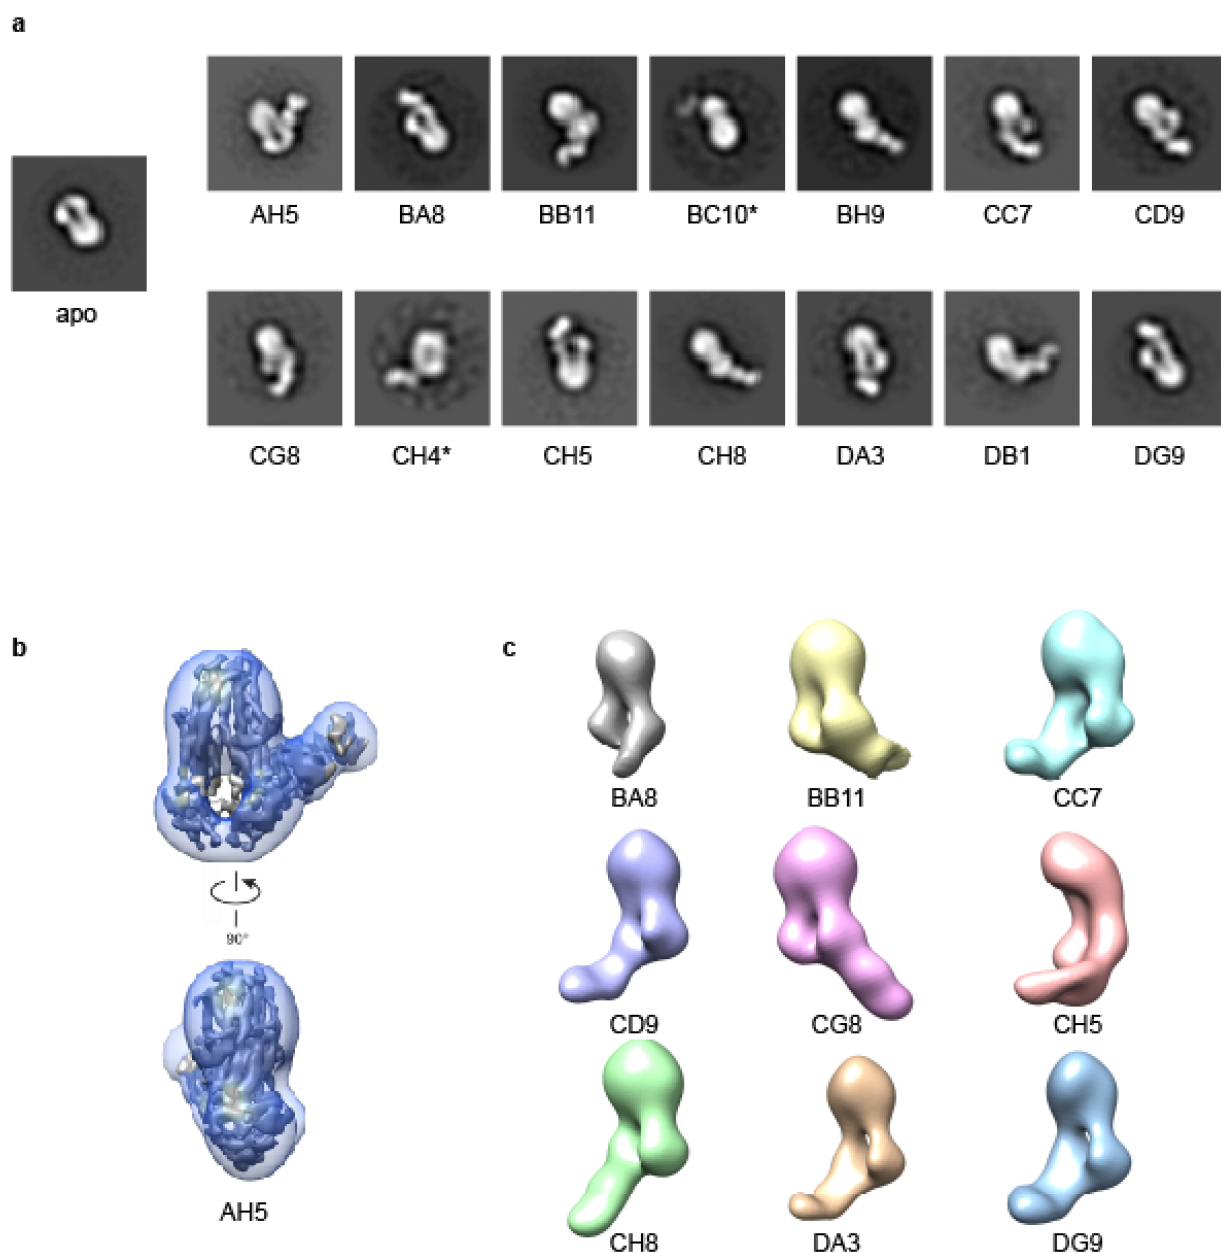 a
AH5 BA8 BB11 BC10* BH9 CC7 CD9
apo
CG8 CH4* CH5 CH8 DA3 DB1 DG9
b
90°
AH5
c
BA8 BB11 CC7
CD9 CG8 CH5
CH8 DA3 DG9